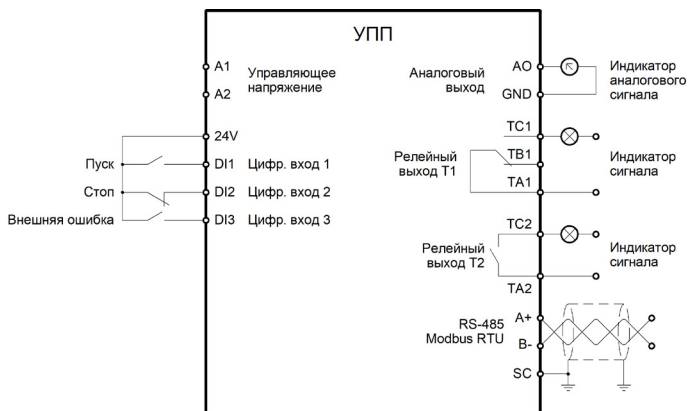 УПП
A1
A2
Управляющее
напряжение
24V
Пуск
DI1 Цифр. вход 1
Стоп
DI2 Цифр. вход 2
Внешняя ошибка
DI3 Цифр. вход 3
Аналоговый
выход
AO
GND
Индикатор
аналогового
сигнала
TC1
Релейный
выход T1
TB1
TA1
Индикатор
сигнала
TC2
Релейный
выход T2
TA2
Индикатор
сигнала
RS-485
Modbus RTU
A+
B-
SC